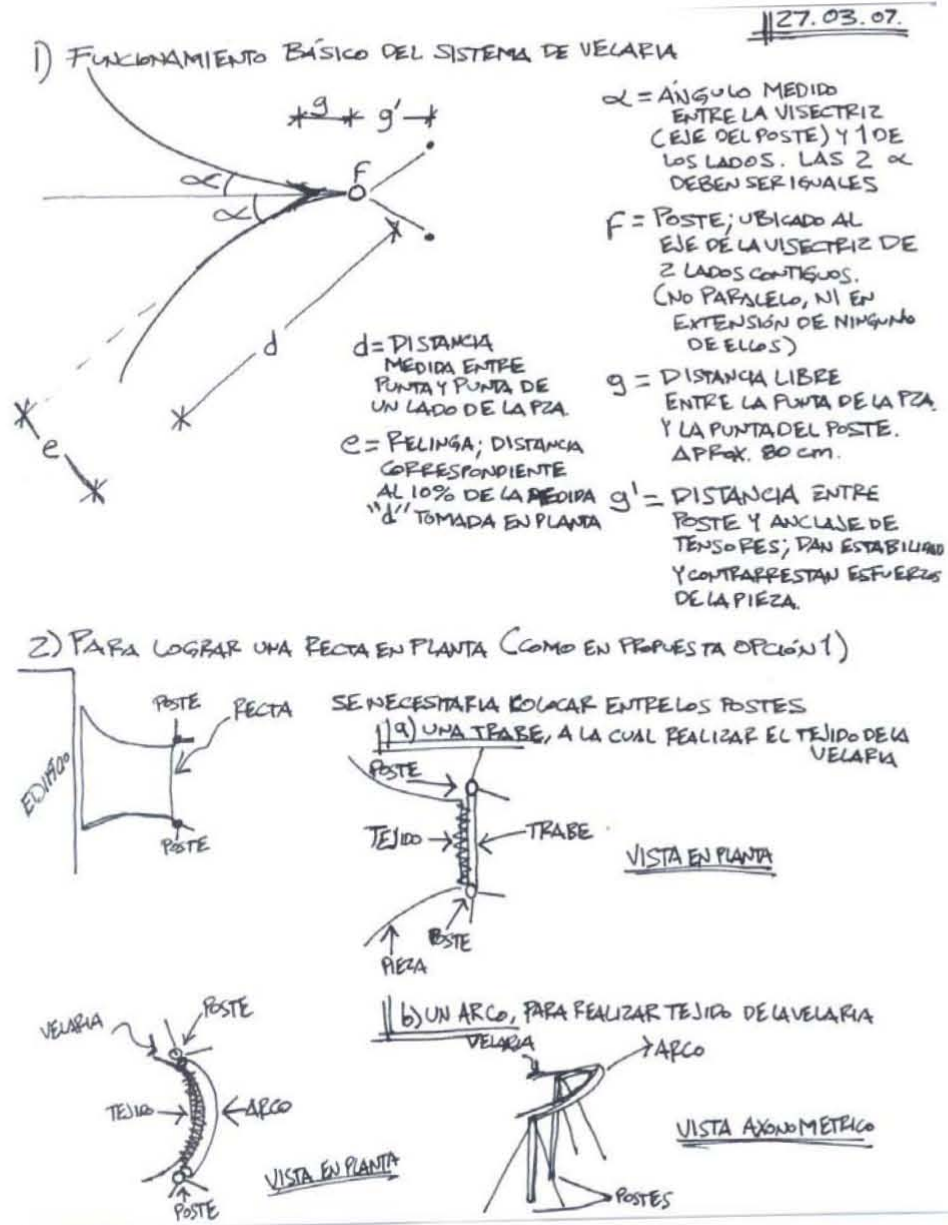 27.03.07.
1) FUNCIONAMIENTO BÁSICO DEL SISTEMA DE VELARIA
g g'
F
α
α
d
e
α = ÁNGULO MEDIDO
ENTRE LA VISECTRIZ
(EJE DEL POSTE) Y 1 DE
LOS LADOS. LAS 2 α
DEBEN SER IGUALES
F = POSTE; UBICADO AL
EJE DE LA VISECTRIZ DE
2 LADOS CONTIGUOS.
(NO PARALELO, NI EN
EXTENSIÓN DE NINGUNO
DE ELLOS)
d = DISTANCIA
MEDIDA ENTRE
PUNTA Y PUNTA DE
UN LADO DE LA PZA.
e = RELINGA; DISTANCIA
CORRESPONDIENTE
AL 10% DE LA MEDIDA
"d" TOMADA EN PLANTA
g = DISTANCIA LIBRE
ENTRE LA PUNTA DE LA PZA.
Y LA PUNTA DEL POSTE.
APROX. 80 cm.
g' = DISTANCIA ENTRE
POSTE Y ANCLAJE DE
TENSORES; DAN ESTABILIDAD
Y CONTRARRESTAN ESFUERZOS
DE LA PIEZA.
2) PARA LOGRAR UNA RECTA EN PLANTA (COMO EN PROPUESTA OPCIÓN 1)
EDIFICIO
POSTE
RECTA
POSTE
SE NECESITARIA COLOCAR ENTRE LOS POSTES
a) UNA TRABE, A LA CUAL REALIZAR EL TEJIDO DE LA
VELARIA
POSTE
TEJIDO
TRABE
POSTE
PIEZA
VISTA EN PLANTA
b) UN ARCO, PARA REALIZAR TEJIDO DE LA VELARIA
VELARIA
POSTE
TEJIDO
ARCO
POSTE
VISTA EN PLANTA
VELARIA
ARCO
POSTES
VISTA AXONOMETRICO